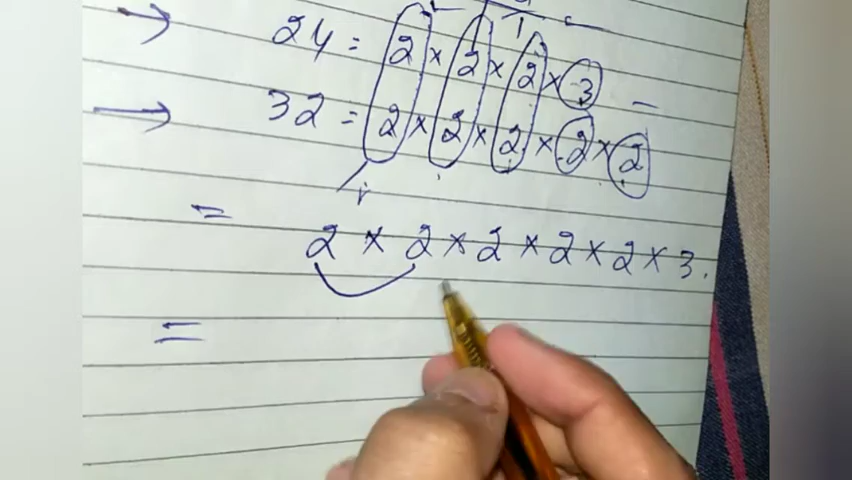 → 24 = 2 × 2 × 2 × 3
→ 32 = 2 × 2 × 2 × 2 × 2
= 2 × 2 × 2 × 2 × 2 × 3.
=